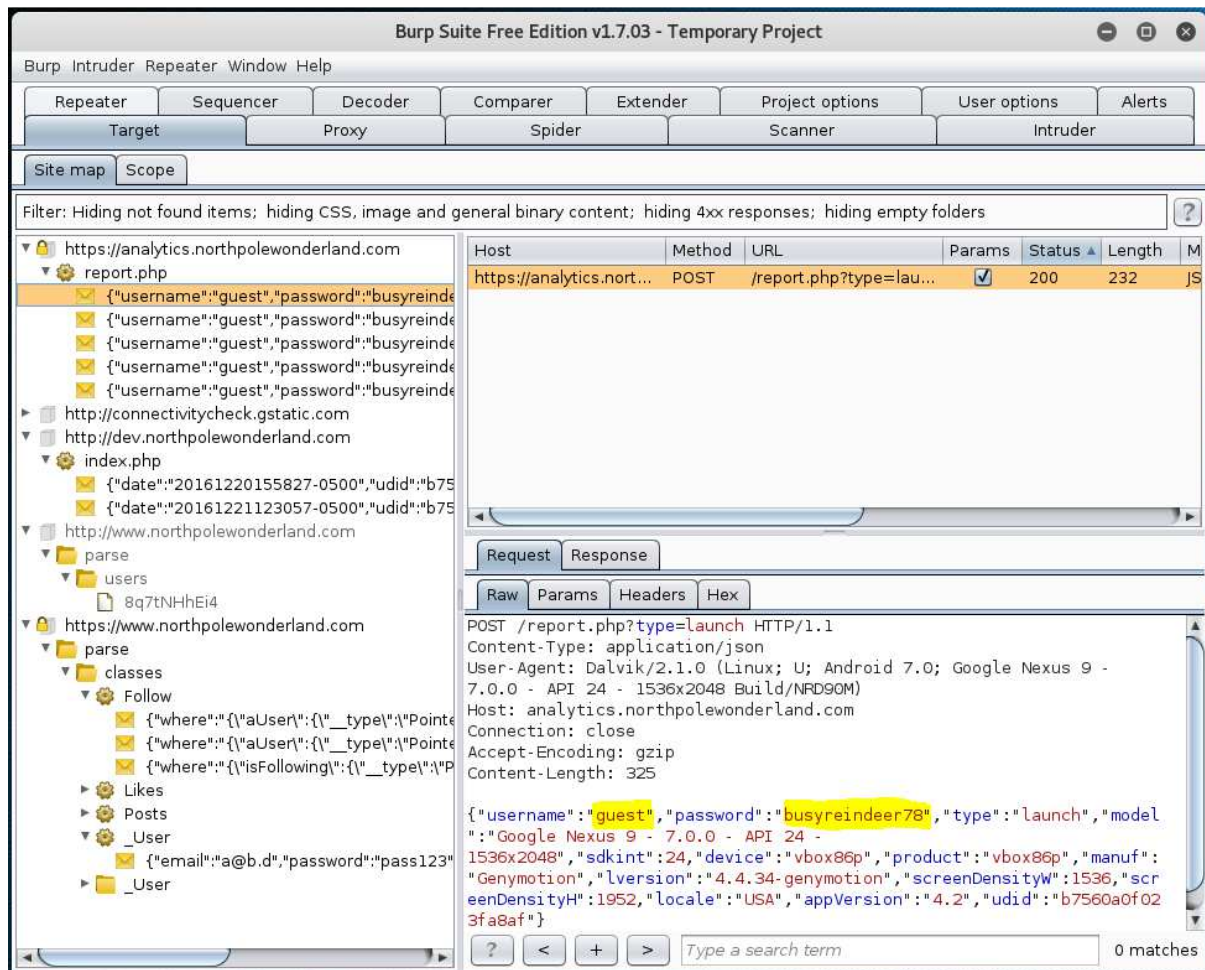 Burp Suite Free Edition v1.7.03 - Temporary Project
Burp Intruder Repeater Window Help
Repeater Sequencer Decoder Comparer Extender Project options User options Alerts
Target Proxy Spider Scanner Intruder
Site map Scope
Filter: Hiding not found items; hiding CSS, image and general binary content; hiding 4xx responses; hiding empty folders ?
https://analytics.northpolewonderland.com
report.php
{"username":"guest","password":"busyreinde
{"username":"guest","password":"busyreinde
{"username":"guest","password":"busyreinde
{"username":"guest","password":"busyreinde
{"username":"guest","password":"busyreinde
http://connectivitycheck.gstatic.com
http://dev.northpolewonderland.com
index.php
{"date":"20161220155827-0500","udid":"b75
{"date":"20161221123057-0500","udid":"b75
http://www.northpolewonderland.com
parse
users
8q7tNHhEi4
https://www.northpolewonderland.com
parse
classes
Follow
{"where":"{\"aUser\":{\"__type\":\"Pointe
{"where":"{\"aUser\":{\"__type\":\"Pointe
{"where":"{\"isFollowing\":{\"__type\":\"P
Likes
Posts
_User
{"email":"a@b.d","password":"pass123"
_User
Host Method URL Params Status Length M
https://analytics.nort... POST /report.php?type=lau... 200 232 JS
Request Response
Raw Params Headers Hex
POST /report.php?type=launch HTTP/1.1
Content-Type: application/json
User-Agent: Dalvik/2.1.0 (Linux; U; Android 7.0; Google Nexus 9 -
7.0.0 - API 24 - 1536x2048 Build/NRD90M)
Host: analytics.northpolewonderland.com
Connection: close
Accept-Encoding: gzip
Content-Length: 325
{"username":"guest","password":"busyreindeer78","type":"launch","model
":"Google Nexus 9 - 7.0.0 - API 24 -
1536x2048","sdkint":24,"device":"vbox86p","product":"vbox86p","manuf":
"Genymotion","lversion":"4.4.34-genymotion","screenDensityW":1536,"scr
eenDensityH":1952,"locale":"USA","appVersion":"4.2","udid":"b7560a0f02
3fa8af"}
? < + > Type a search term 0 matches